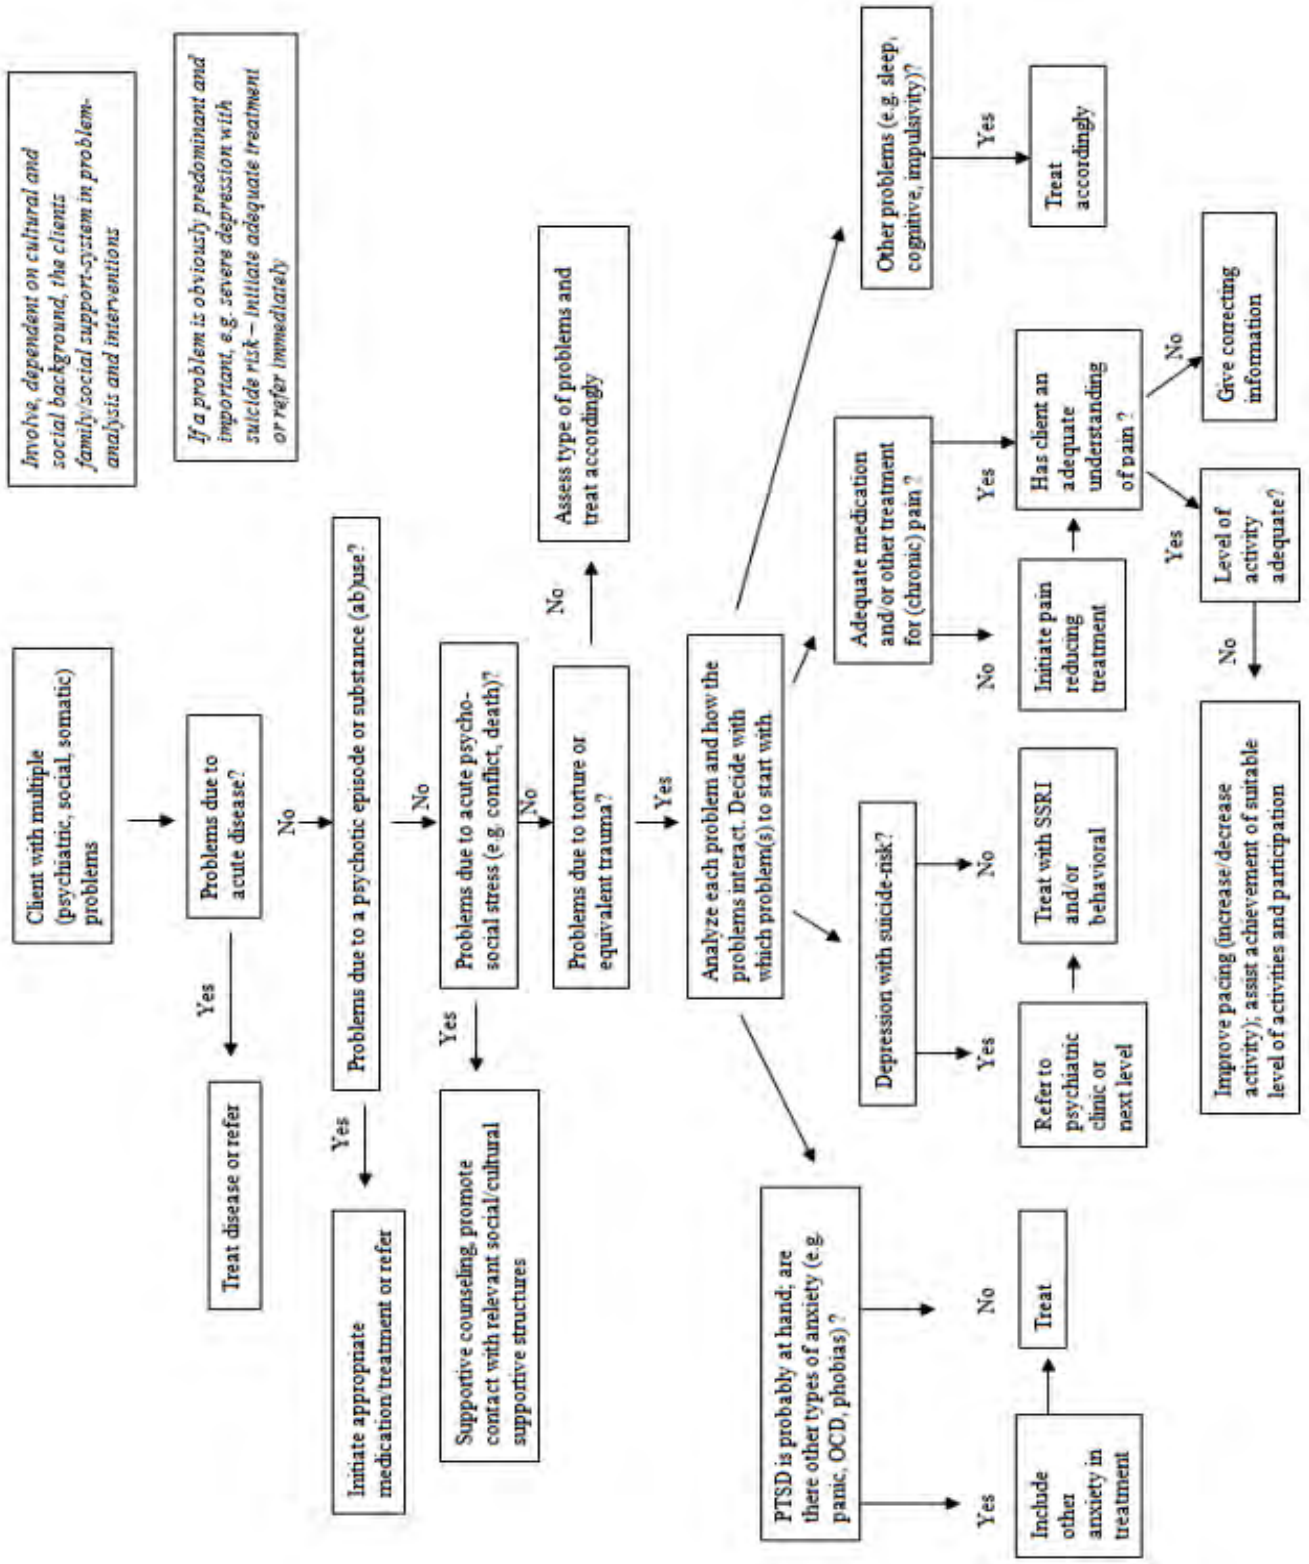 Client with multiple
(psychiatric, social, somatic)
problems
Involve, dependent on cultural and
social background, the clients
family/social support-system in problem-
analysis and interventions
If a problem is obviously predominant and
important, e.g. severe depression with
suicide risk – initiate adequate treatment
or refer immediately
Problems due to
acute disease?
Yes
Treat disease or refer
No
Problems due to a psychotic episode or substance (ab)use?
Yes
Initiate appropriate
medication/treatment or refer
No
Problems due to acute psycho-
social stress (e.g. conflict, death)?
Yes
Supportive counseling, promote
contact with relevant social/cultural
supportive structures
No
Problems due to torture or
equivalent trauma?
No
Assess type of problems and
treat accordingly
Yes
Analyze each problem and how the
problems interact. Decide with
which problem(s) to start with.
PTSD is probably at hand; are
there other types of anxiety (e.g.
panic, OCD, phobias) ?
Yes
No
Include
other
anxiety in
treatment
Treat
Depression with suicide-risk?
Yes
No
Refer to
psychiatric
clinic or
next level
Treat with SSRI
and/or
behavioral
Adequate medication
and/or other treatment
for (chronic) pain ?
No
Yes
Initiate pain
reducing
treatment
Has client an
adequate
understanding
of pain ?
Yes
No
Level of
activity
adequate?
Give correcting
information
No
Improve pacing (increase/decrease
activity); assist achievement of suitable
level of activities and participation
Other problems (e.g. sleep,
cognitive, impulsivity)?
Yes
Treat
accordingly